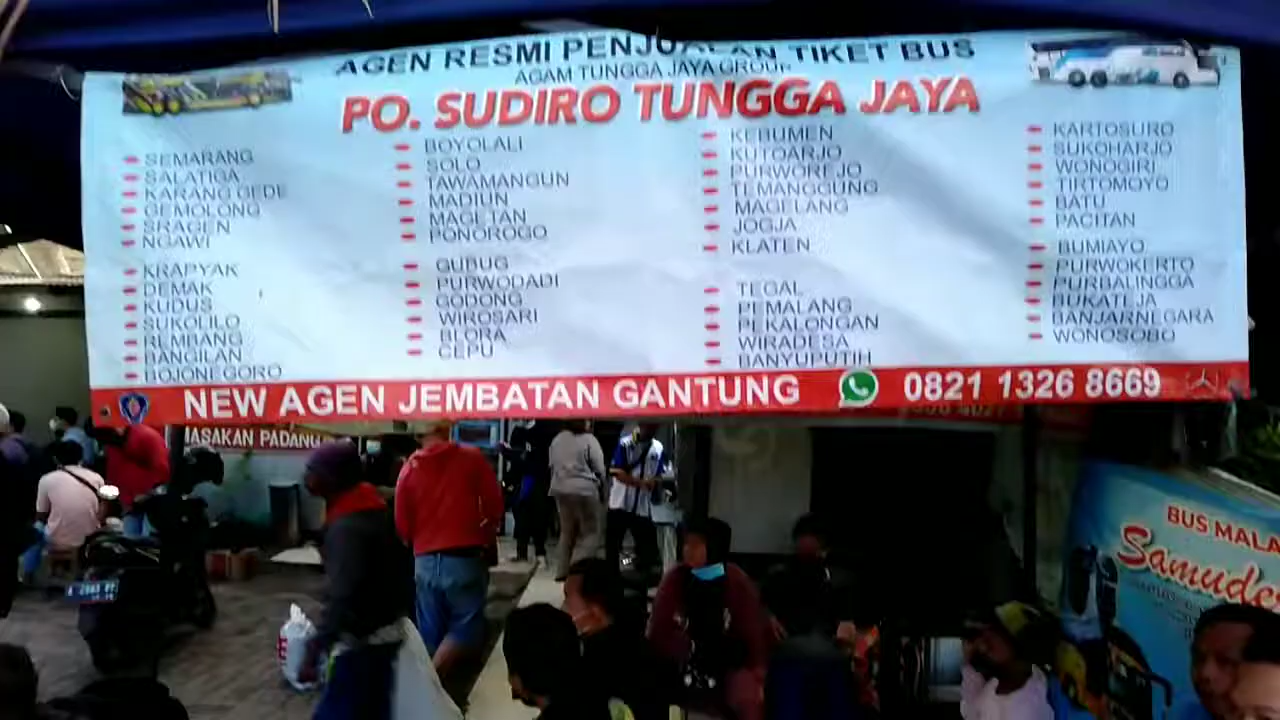 AGEN RESMI PENJUALAN TIKET BUS
AGAM TUNGGA JAYA GROUP
PO. SUDIRO TUNGGA JAYA
SEMARANG
SALATIGA
KARANG GEDE
GEMOLONG
SRAGEN
NGAWI
KRAPYAK
DEMAK
KUDUS
SUKOLILO
REMBANG
BANGILAN
BOJONEGORO
BOYOLALI
SOLO
TAWAMANGUN
MADIUN
MAGETAN
PONOROGO
GUBUG
PURWODADI
GODONG
WIROSARI
BLORA
CEPU
KEBUMEN
KUTOARJO
PURWOREJO
TEMANGGUNG
MAGELANG
JOGJA
KLATEN
TEGAL
PEMALANG
PEKALONGAN
WIRADESA
BANYUPUTIH
KARTOSURO
SUKOHARJO
WONOGIRI
TIRTOMOYO
BATU
PACITAN
BUMIAYO
PURWOKERTO
PURBALINGGA
BUKATEJA
BANJARNEGARA
WONOSOBO
NEW AGEN JEMBATAN GANTUNG 0821 1326 8669
MASAKAN PADANG
BUS MALA
Samude